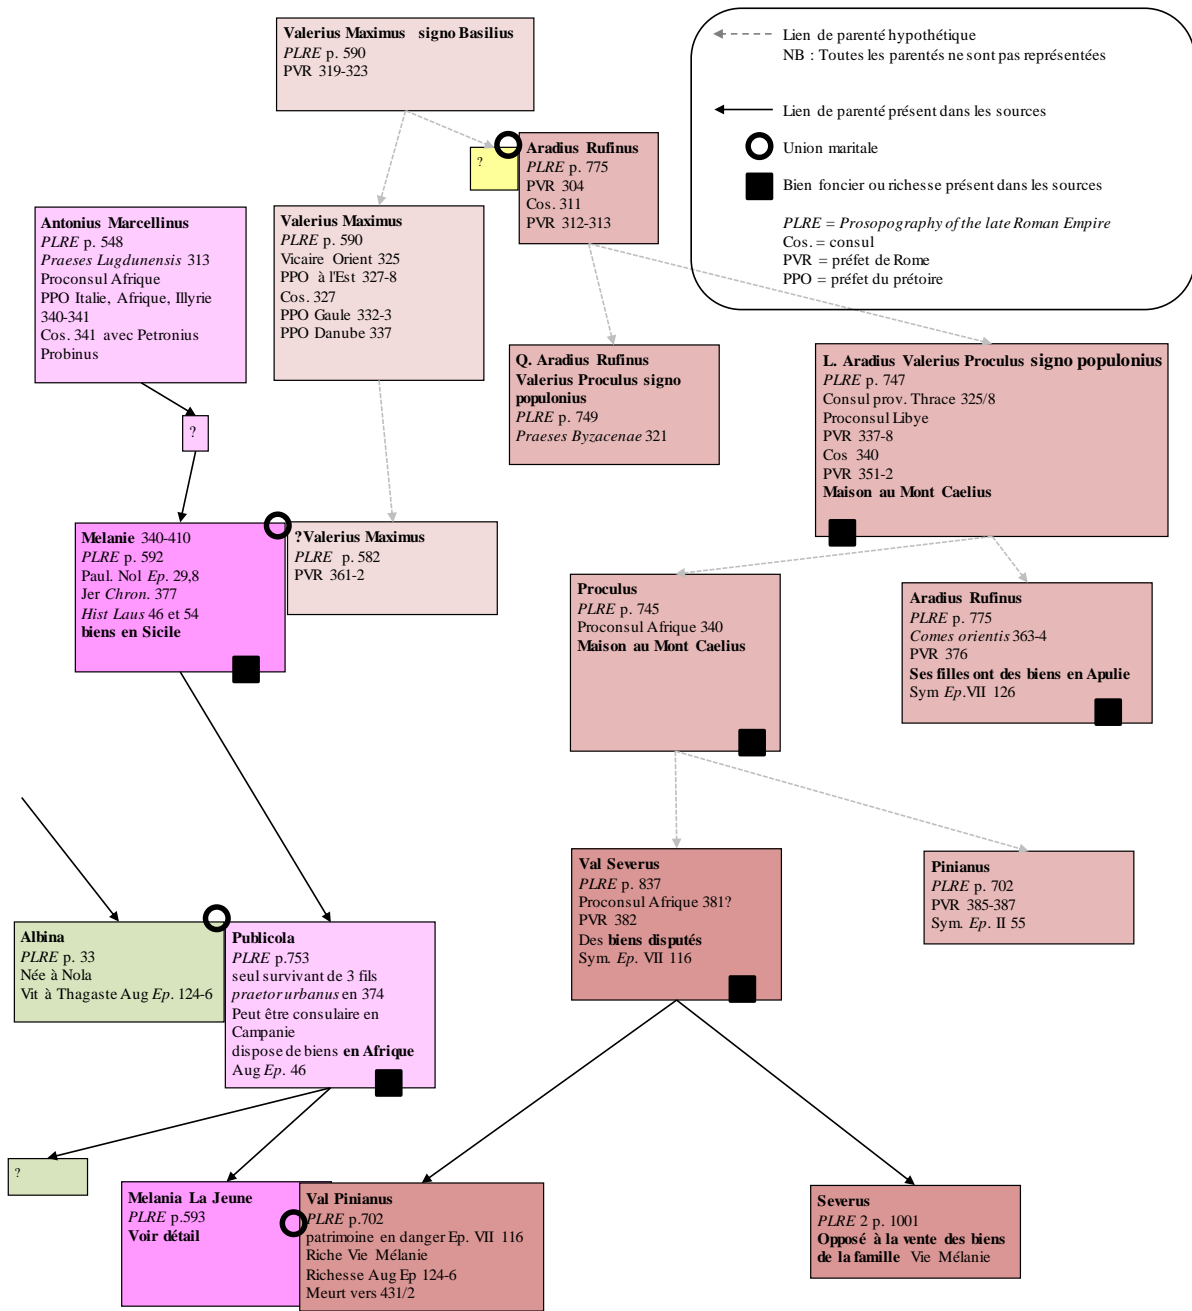 Valerius Maximus signo Basilius
PLRE p. 590
PVR 319-323
Lien de parenté hypothétique
NB : Toutes les parentés ne sont pas représentées
Lien de parenté présent dans les sources
Union maritale
Bien foncier ou richesse présent dans les sources
PLRE = Prosopography of the late Roman Empire
Cos. = consul
PVR = préfet de Rome
PPO = préfet du prétoire
?
Aradius Rufinus
PLRE p. 775
PVR 304
Cos. 311
PVR 312-313
Antonius Marcellinus
PLRE p. 548
Praeses Lugdunensis 313
Proconsul Afrique
PPO Italie, Afrique, Illyrie
340-341
Cos. 341 avec Petronius
Probinus
Valerius Maximus
PLRE p. 590
Vicaire Orient 325
PPO à l'Est 327-8
Cos. 327
PPO Gaule 332-3
PPO Danube 337
Q. Aradius Rufinus
Valerius Proculus signo
populonius
PLRE p. 749
Praeses Byzacenae 321
L. Aradius Valerius Proculus signo populonius
PLRE p. 747
Consul prov. Thrace 325/8
Proconsul Libye
PVR 337-8
Cos 340
PVR 351-2
Maison au Mont Caelius
?
Melanie 340-410
PLRE p. 592
Paul. Nol Ep. 29,8
Jer Chron. 377
Hist Laus 46 et 54
biens en Sicile
?Valerius Maximus
PLRE p. 582
PVR 361-2
Proculus
PLRE p. 745
Proconsul Afrique 340
Maison au Mont Caelius
Aradius Rufinus
PLRE p. 775
Comes orientis 363-4
PVR 376
Ses filles ont des biens en Apulie
Sym Ep.VII 126
Val Severus
PLRE p. 837
Proconsul Afrique 381?
PVR 382
Des biens disputés
Sym. Ep. VII 116
Pinianus
PLRE p. 702
PVR 385-387
Sym. Ep. II 55
Albina
PLRE p. 33
Née à Nola
Vit à Thagaste Aug Ep. 124-6
Publicola
PLRE p.753
seul survivant de 3 fils
praetor urbanus en 374
Peut être consulaire en
Campanie
dispose de biens en Afrique
Aug Ep. 46
?
Melania La Jeune
PLRE p.593
Voir détail
Val Pinianus
PLRE p.702
patrimoine en danger Ep. VII 116
Riche Vie Mélanie
Richesse Aug Ep 124-6
Meurt vers 431/2
Severus
PLRE 2 p. 1001
Opposé à la vente des biens
de la famille Vie Mélanie